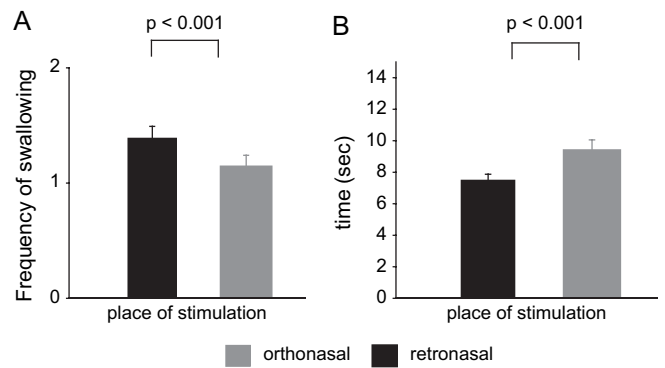 A
p < 0.001
Frequency of swallowing
2
1
0
place of stimulation
B
p < 0.001
time (sec)
14
12
10
8
6
4
2
0
place of stimulation
orthonasal
retronasal